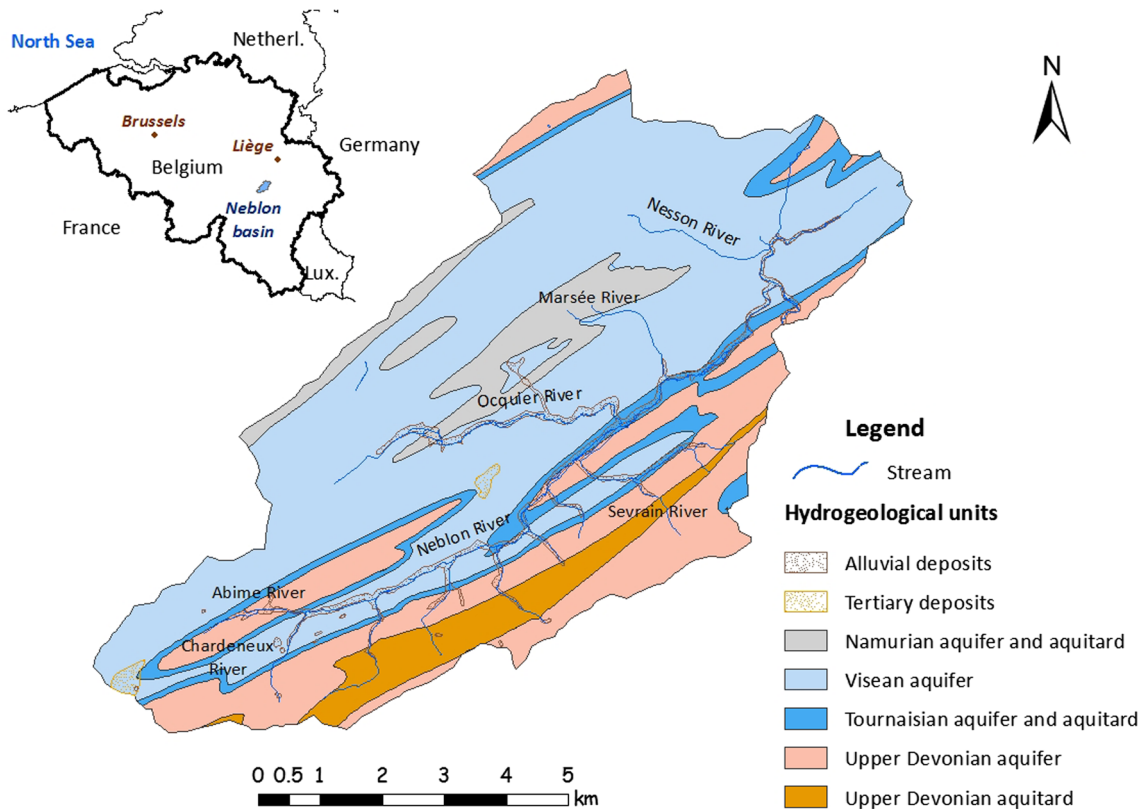 North Sea
Netherl.
Brussels
Liège
Germany
Belgium
Neblon
basin
France
Lux.
N
Nesson River
Marsée River
Ocquier River
Sevrain River
Neblon River
Abime River
Chardeneux
River
Legend
Stream
Hydrogeological units
Alluvial deposits
Tertiary deposits
Namurian aquifer and aquitard
Visean aquifer
Tournaisian aquifer and aquitard
Upper Devonian aquifer
Upper Devonian aquitard
0 0.5 1 2 3 4 5
km